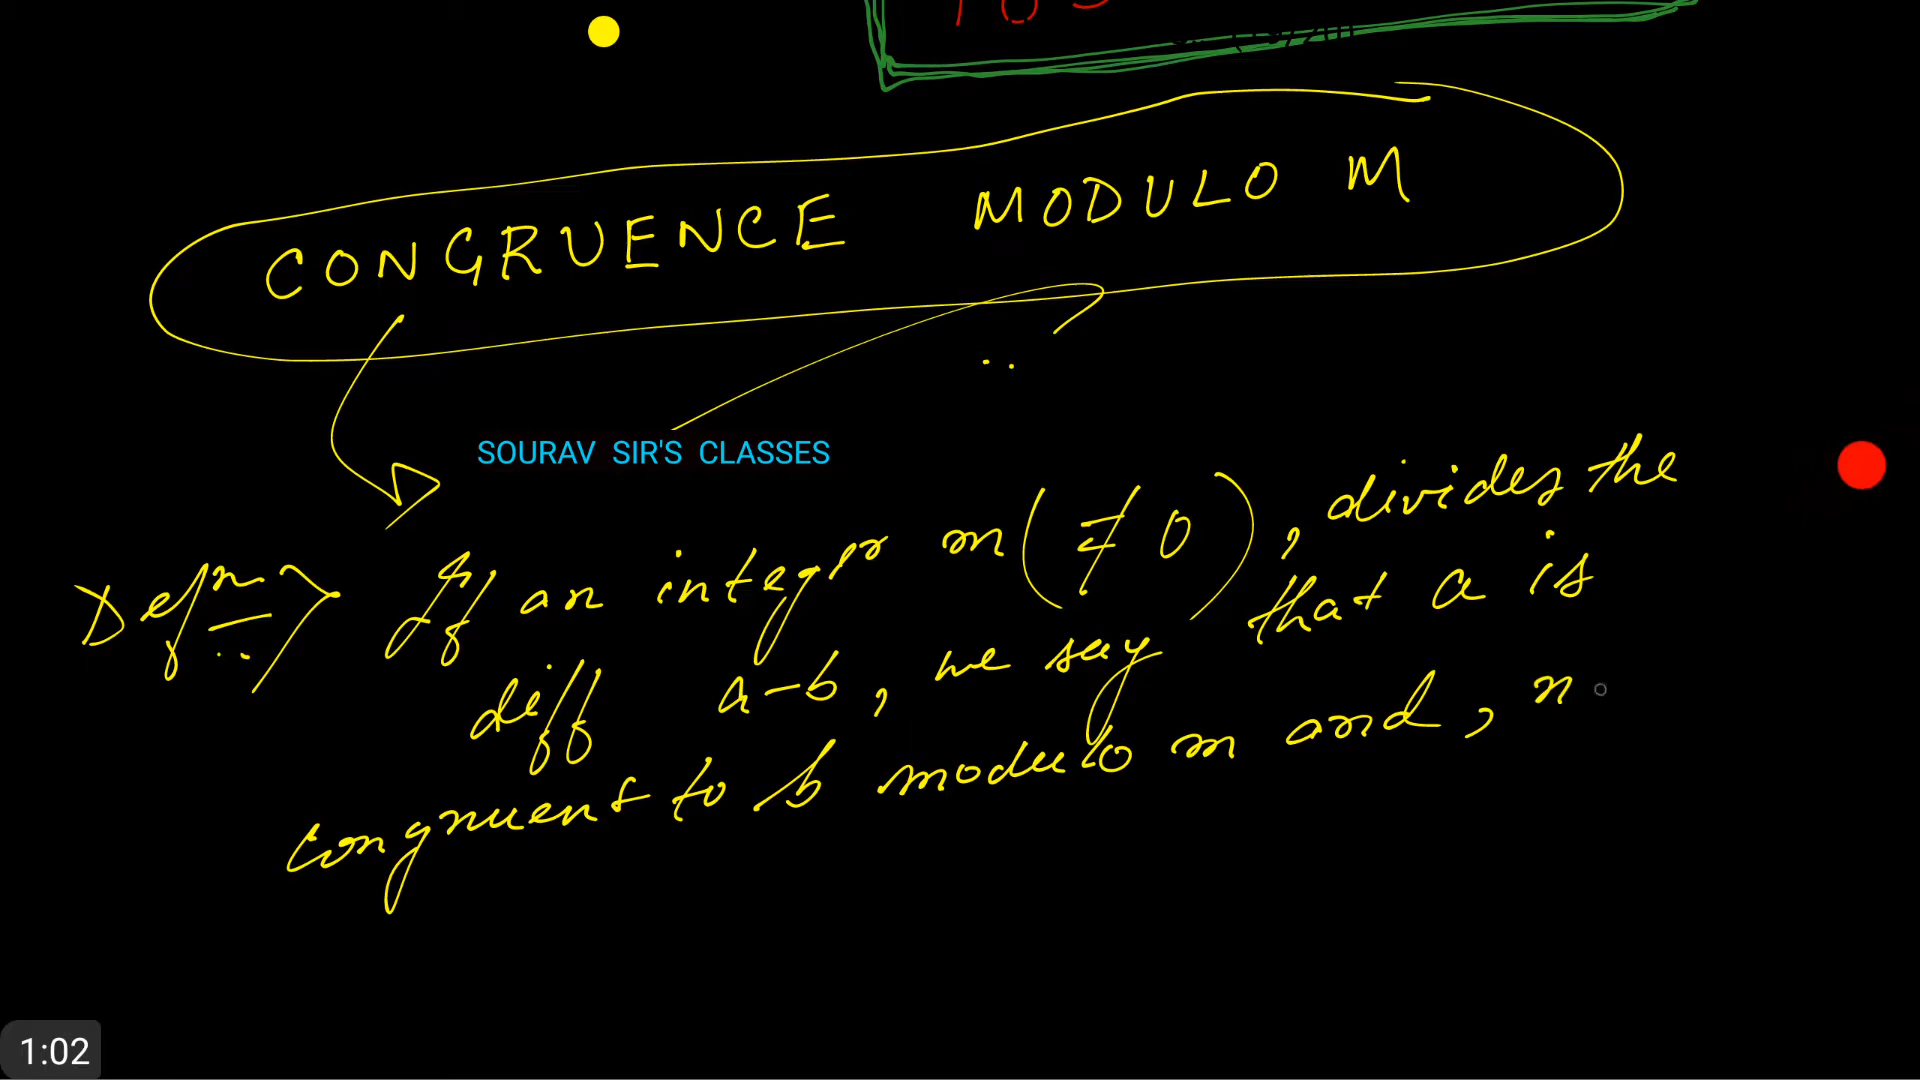 CONGRUENCE MODULO M
SOURAV SIR'S CLASSES
Defn If an integer m (≠ 0), divides the
diff a-b, we say that a is
congruent to b modulo m and,
1:02